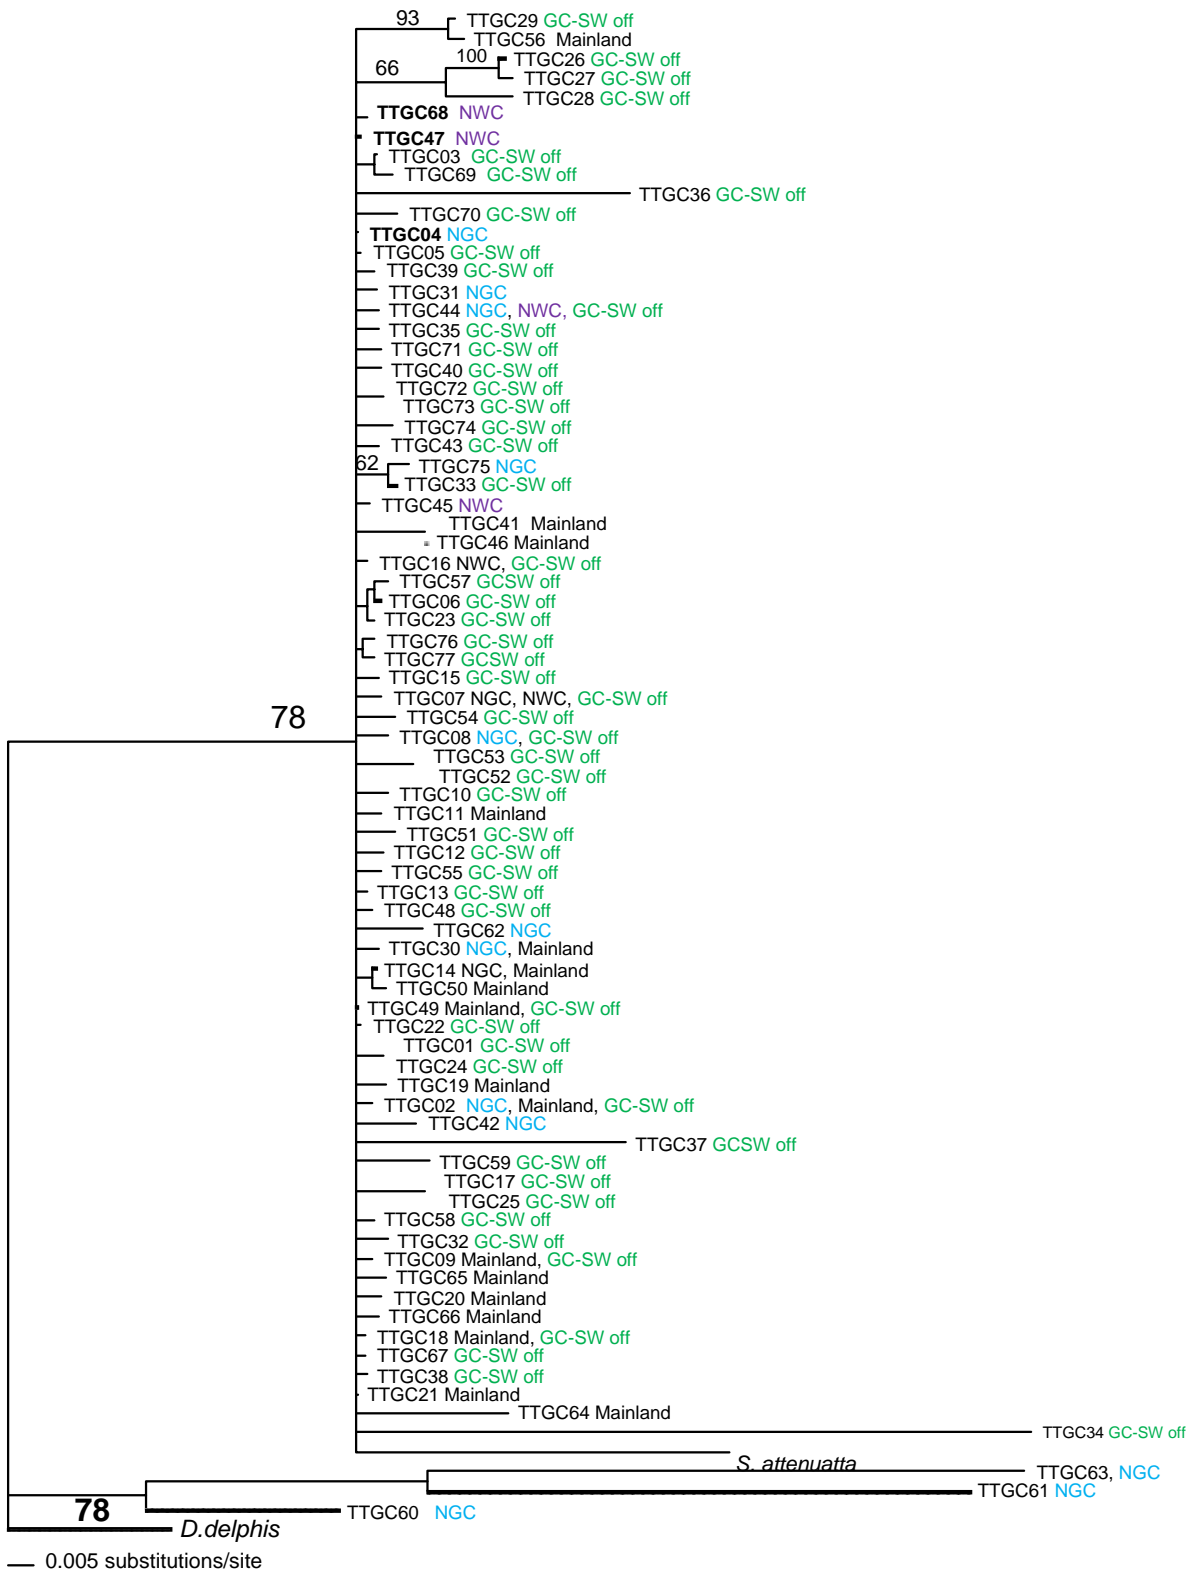 93
TTGC29 GC-SW off
TTGC56 Mainland
100
TTGC26 GC-SW off
66
TTGC27 GC-SW off
TTGC28 GC-SW off
TTGC68 NWC
TTGC47 NWC
TTGC03 GC-SW off
TTGC69 GC-SW off
TTGC36 GC-SW off
TTGC70 GC-SW off
TTGC04 NGC
TTGC05 GC-SW off
TTGC39 GC-SW off
TTGC31 NGC
TTGC44 NGC, NWC, GC-SW off
TTGC35 GC-SW off
TTGC71 GC-SW off
TTGC40 GC-SW off
TTGC72 GC-SW off
TTGC73 GC-SW off
TTGC74 GC-SW off
TTGC43 GC-SW off
62
TTGC75 NGC
TTGC33 GC-SW off
TTGC45 NWC
TTGC41 Mainland
TTGC46 Mainland
TTGC16 NWC, GC-SW off
TTGC57 GCSW off
TTGC06 GC-SW off
TTGC23 GC-SW off
TTGC76 GC-SW off
TTGC77 GCSW off
TTGC15 GC-SW off
TTGC07 NGC, NWC, GC-SW off
78
TTGC54 GC-SW off
TTGC08 NGC, GC-SW off
TTGC53 GC-SW off
TTGC52 GC-SW off
TTGC10 GC-SW off
TTGC11 Mainland
TTGC51 GC-SW off
TTGC12 GC-SW off
TTGC55 GC-SW off
TTGC13 GC-SW off
TTGC48 GC-SW off
TTGC62 NGC
TTGC30 NGC, Mainland
TTGC14 NGC, Mainland
TTGC50 Mainland
TTGC49 Mainland, GC-SW off
TTGC22 GC-SW off
TTGC01 GC-SW off
TTGC24 GC-SW off
TTGC19 Mainland
TTGC02 NGC, Mainland, GC-SW off
TTGC42 NGC
TTGC37 GCSW off
TTGC59 GC-SW off
TTGC17 GC-SW off
TTGC25 GC-SW off
TTGC58 GC-SW off
TTGC32 GC-SW off
TTGC09 Mainland, GC-SW off
TTGC65 Mainland
TTGC20 Mainland
TTGC66 Mainland
TTGC18 Mainland, GC-SW off
TTGC67 GC-SW off
TTGC38 GC-SW off
TTGC21 Mainland
TTGC64 Mainland
TTGC34 GC-SW off
S. attenuatta
TTGC63, NGC
TTGC61 NGC
78
TTGC60 NGC
D.delphis
0.005 substitutions/site